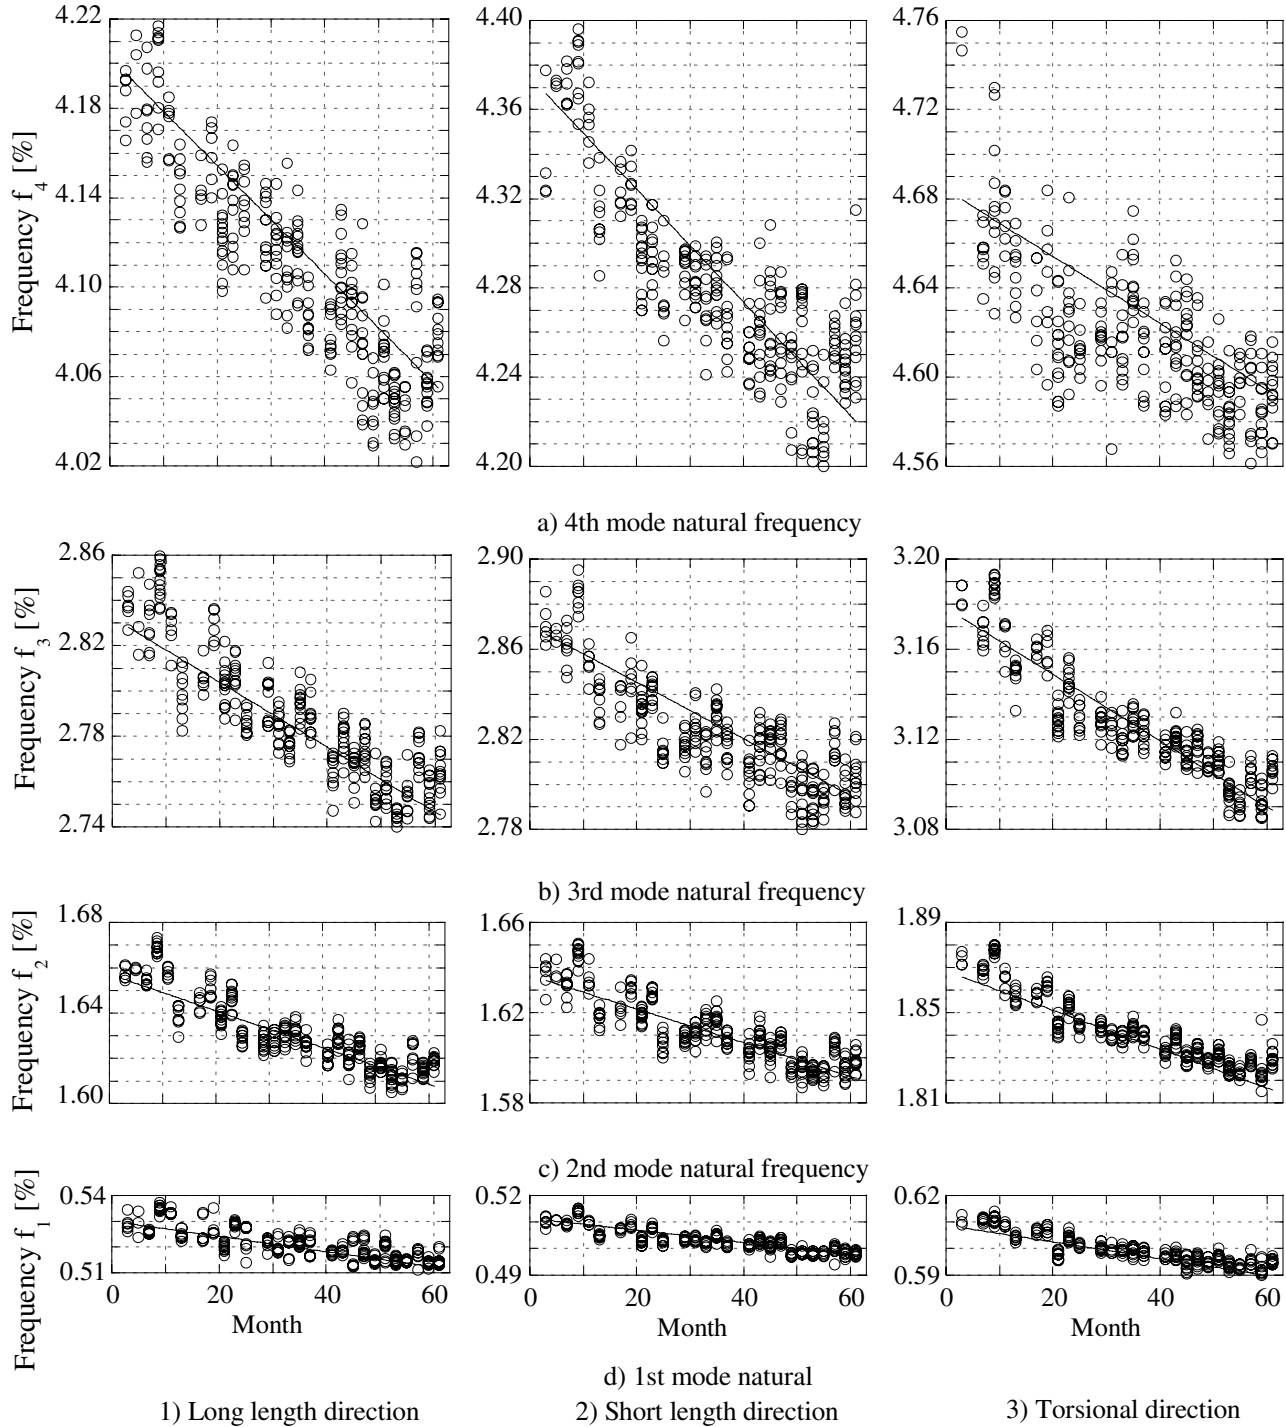 Frequency f4 [%]
4.22
4.18
4.14
4.10
4.06
4.02
4.40
4.36
4.32
4.28
4.24
4.20
4.76
4.72
4.68
4.64
4.60
4.56
a) 4th mode natural frequency
Frequency f3 [%]
2.86
2.82
2.78
2.74
2.90
2.86
2.82
2.78
3.20
3.16
3.12
3.08
b) 3rd mode natural frequency
Frequency f2 [%]
1.68
1.64
1.60
1.66
1.62
1.58
1.89
1.85
1.81
c) 2nd mode natural frequency
Frequency f1 [%]
0.54
0.51
0.52
0.49
0.62
0.59
0 20 40 60
0 20 40 60
0 20 40 60
Month
Month
Month
d) 1st mode natural
1) Long length direction
2) Short length direction
3) Torsional direction